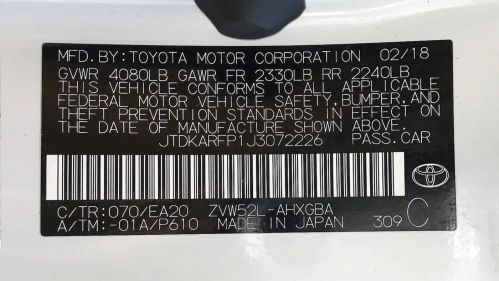 MFD.BY:TOYOTA MOTOR CORPORATION 02/18
GVWR 4080LB GAWR FR 2330LB RR 2240LB
THIS VEHICLE CONFORMS TO ALL APPLICABLE
FEDERAL MOTOR VEHICLE SAFETY,BUMPER,AND
THEFT PREVENTION STANDARDS IN EFFECT ON
THE DATE OF MANUFACTURE SHOWN ABOVE.
JTDKARFP1J3072226 PASS.CAR
C/TR:070/EA20 ZVW52L-AHXGBA
A/TM:-01A/P610 MADE IN JAPAN 309 C
TOYOTA